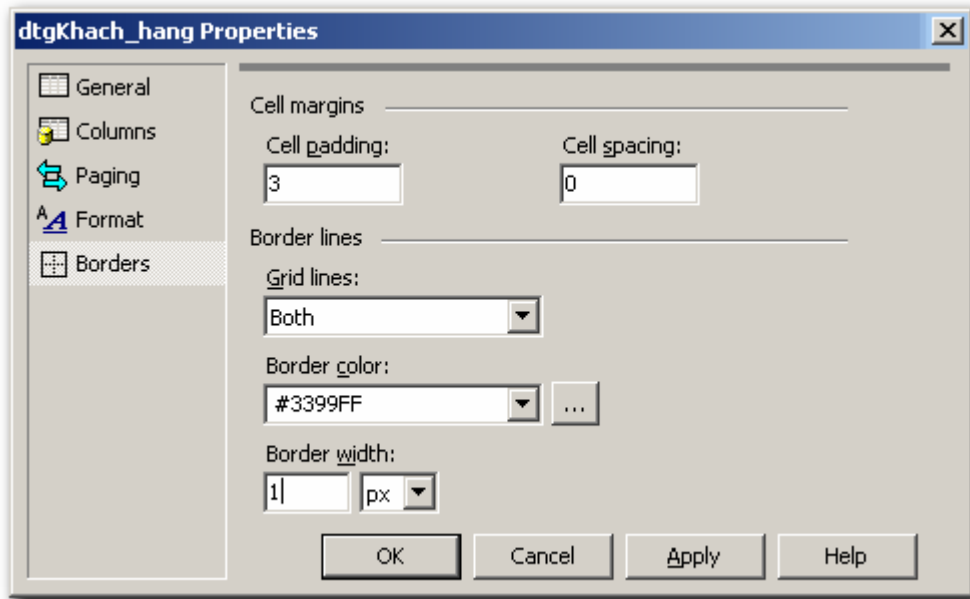 dtgKhach_hang Properties
General
Columns
Paging
Format
Borders
Cell margins
Cell padding: Cell spacing:
3 0
Border lines
Grid lines:
Both
Border color:
#3399FF ...
Border width:
1 px
OK Cancel Apply Help